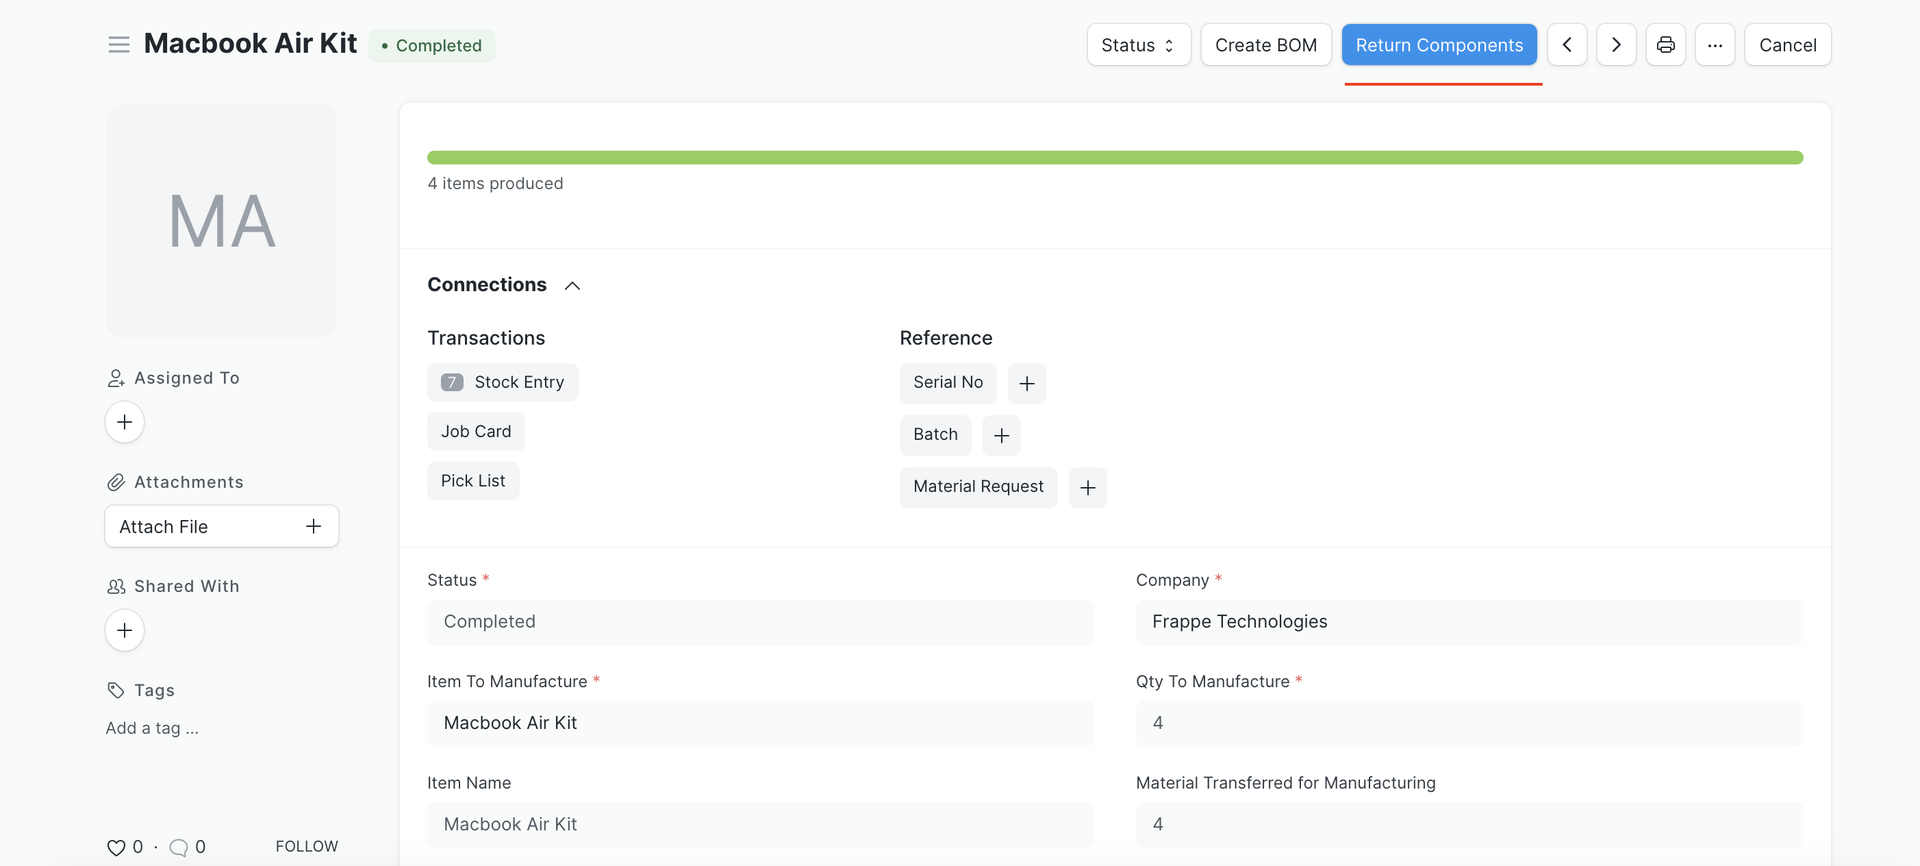 Macbook Air Kit
• Completed
Status
Create BOM
Return Components
Cancel
MA
4 items produced
Connections
Transactions
7 Stock Entry
Job Card
Pick List
Reference
Serial No
Batch
Material Request
Assigned To
Attachments
Attach File
Shared With
Tags
Add a tag ...
0 · 0
FOLLOW
Status *
Completed
Company *
Frappe Technologies
Item To Manufacture *
Macbook Air Kit
Qty To Manufacture *
4
Item Name
Macbook Air Kit
Material Transferred for Manufacturing
4